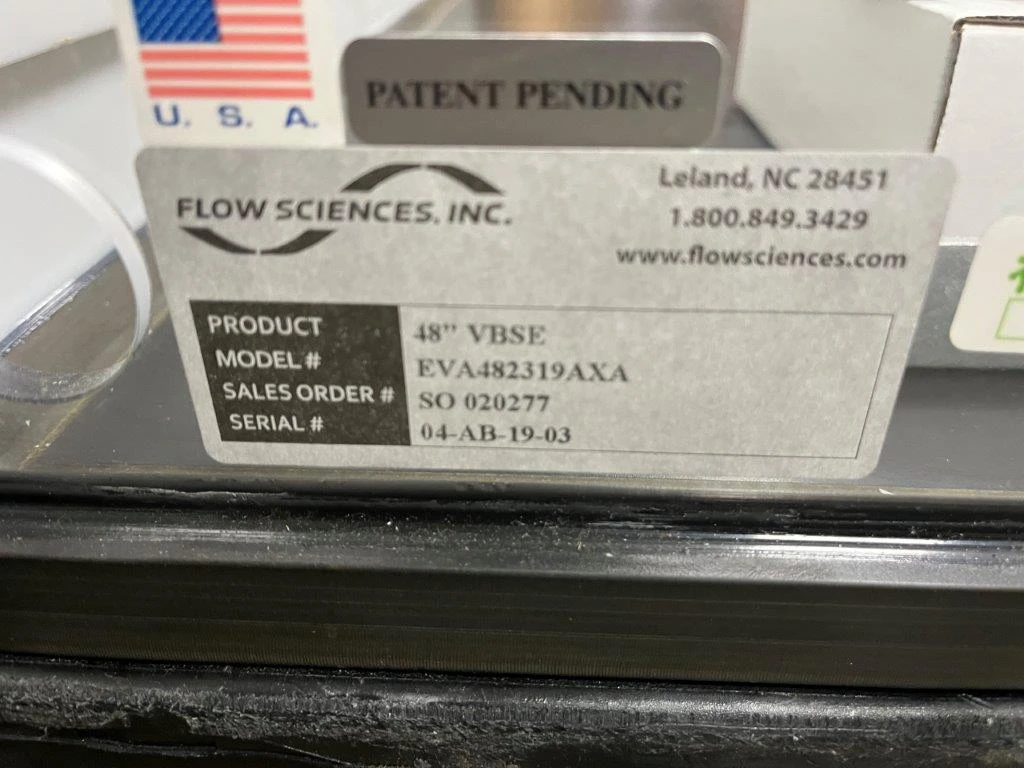 U. S. A.
PATENT PENDING
FLOW SCIENCES, INC.
Leland, NC 28451
1.800.849.3429
www.flowsciences.com
PRODUCT 48” VBSE
MODEL # EVA482319AXA
SALES ORDER # SO 020277
SERIAL # 04-AB-19-03